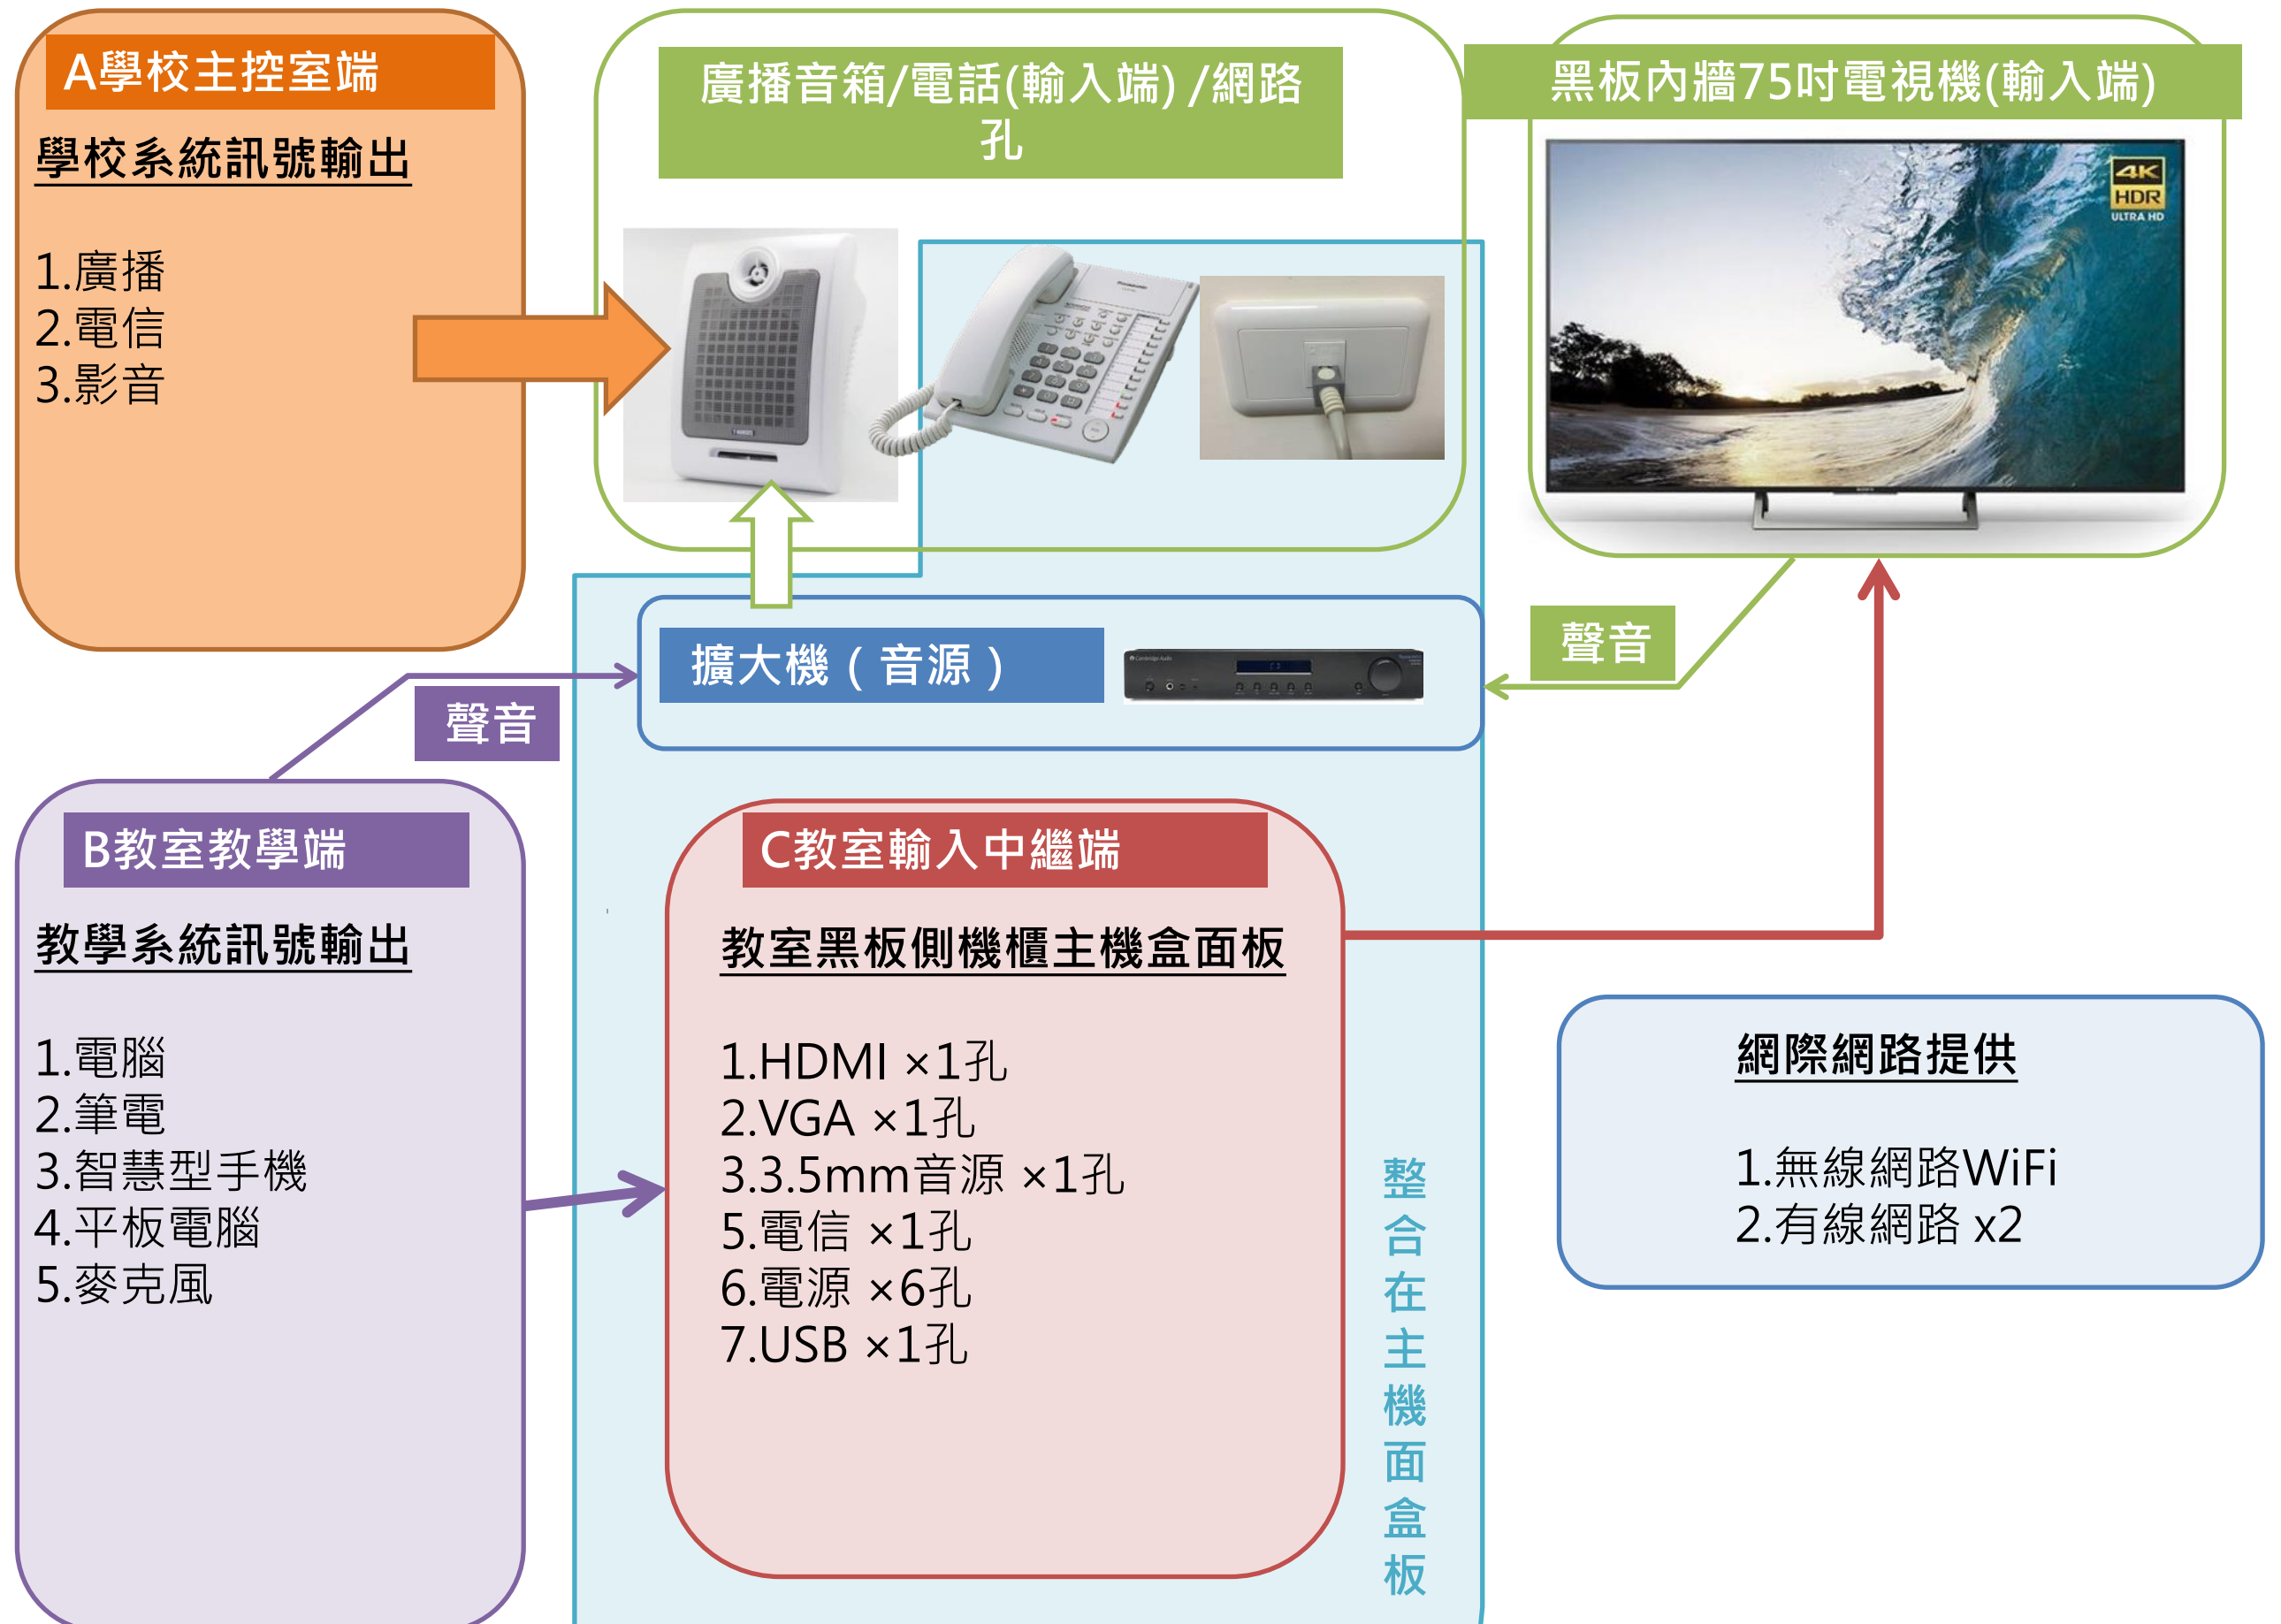 A學校主控室端
學校系統訊號輸出
1.廣播
2.電信
3.影音
廣播音箱/電話(輸入端) /網路
孔
黑板內牆75吋電視機(輸入端)
4K
HDR
ULTRA HD
擴大機（音源）
Cambridge Audio
聲音
聲音
B教室教學端
教學系統訊號輸出
1.電腦
2.筆電
3.智慧型手機
4.平板電腦
5.麥克風
C教室輸入中繼端
教室黑板側機櫃主機盒面板
1.HDMI ×1孔
2.VGA ×1孔
3.3.5mm音源 ×1孔
5.電信 ×1孔
6.電源 ×6孔
7.USB ×1孔
整合在主機面盒板
網際網路提供
1.無線網路WiFi
2.有線網路 x2